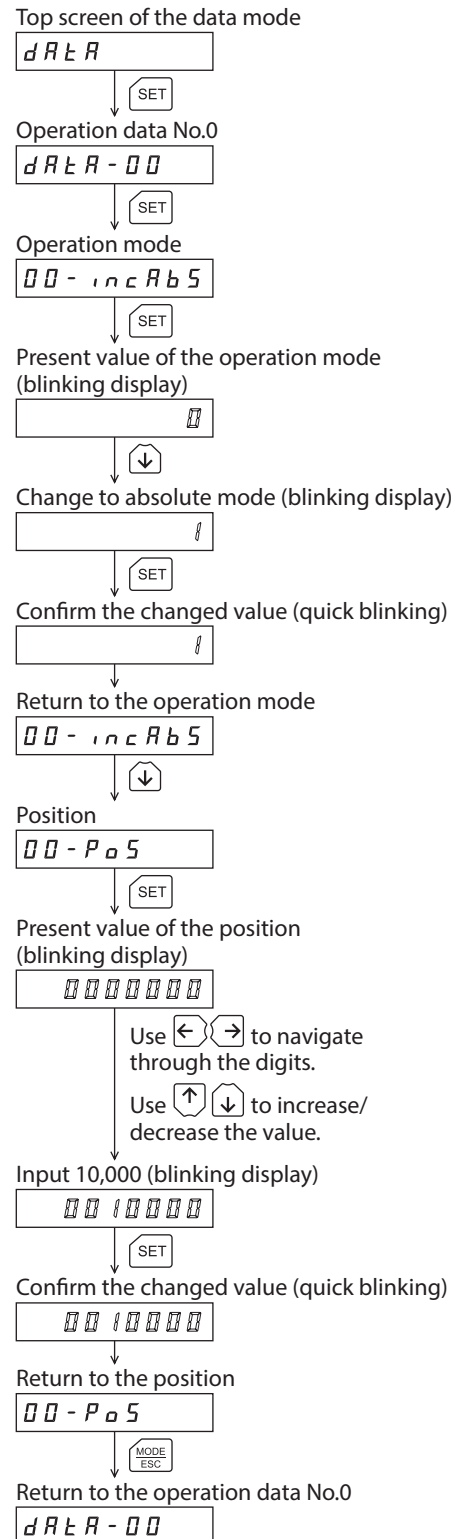 Top screen of the data mode
dAtA
SET
Operation data No.0
dAtA-00
SET
Operation mode
00-incAbS
SET
Present value of the operation mode
(blinking display)
0
↓
Change to absolute mode (blinking display)
1
SET
Confirm the changed value (quick blinking)
1
Return to the operation mode
00-incAbS
↓
Position
00-PoS
SET
Present value of the position
(blinking display)
0000000
Use ← → to navigate
through the digits.
Use ↑ ↓ to increase/
decrease the value.
Input 10,000 (blinking display)
0010000
SET
Confirm the changed value (quick blinking)
0010000
Return to the position
00-PoS
MODE
ESC
Return to the operation data No.0
dAtA-00